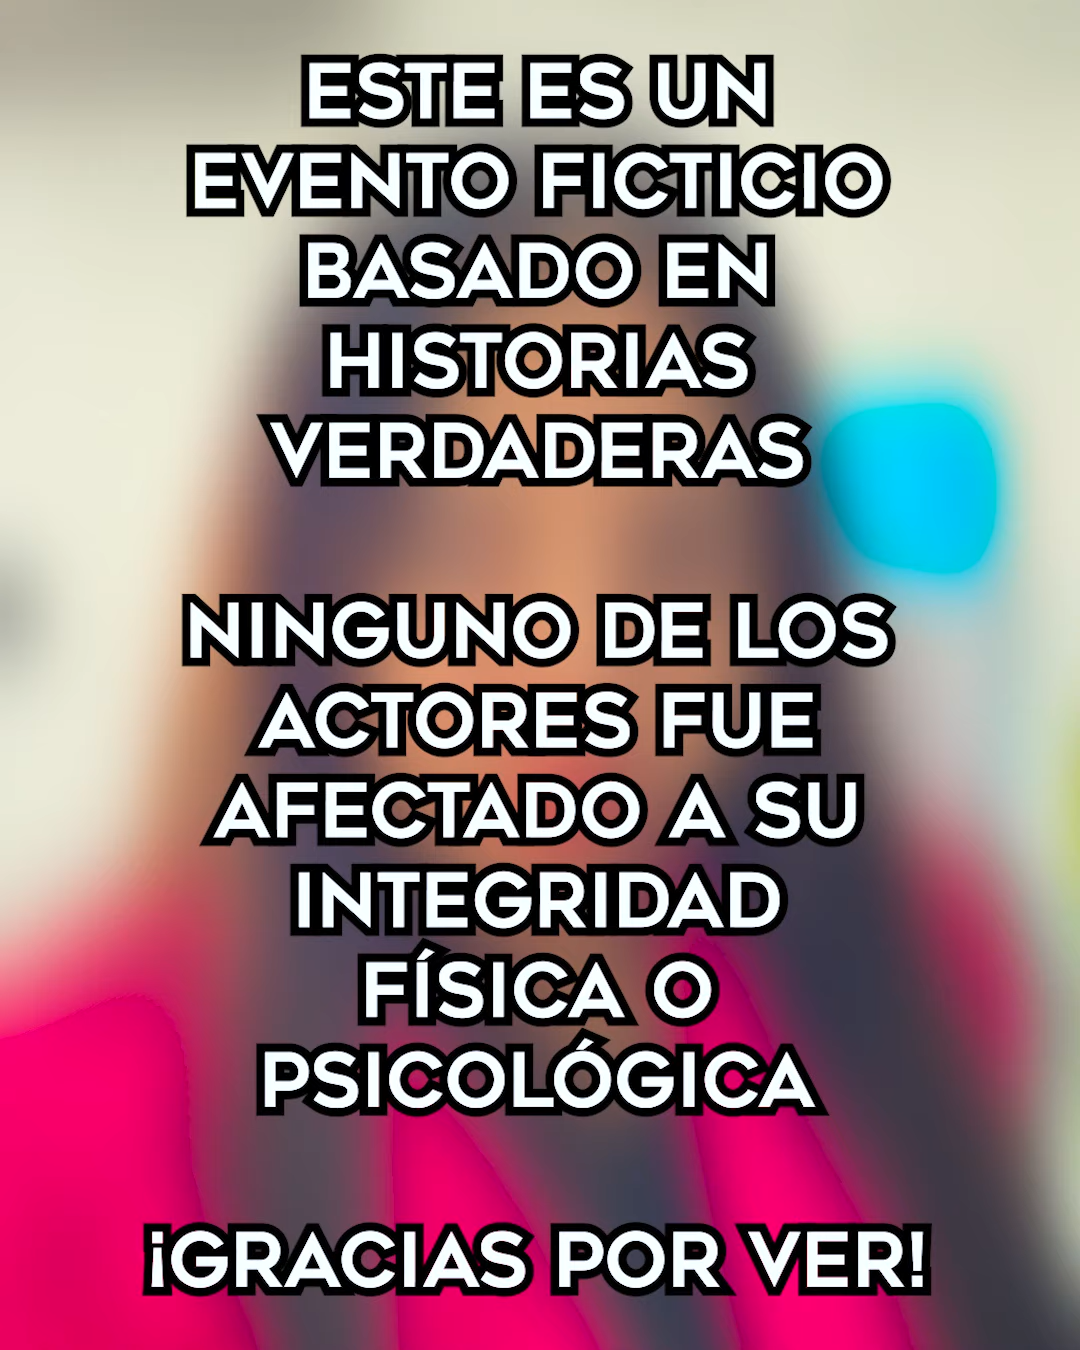 ESTE ES UN
EVENTO FICTICIO
BASADO EN
HISTORIAS
VERDADERAS
NINGUNO DE LOS
ACTORES FUE
AFECTADO A SU
INTEGRIDAD
FÍSICA O
PSICOLÓGICA
¡GRACIAS POR VER!